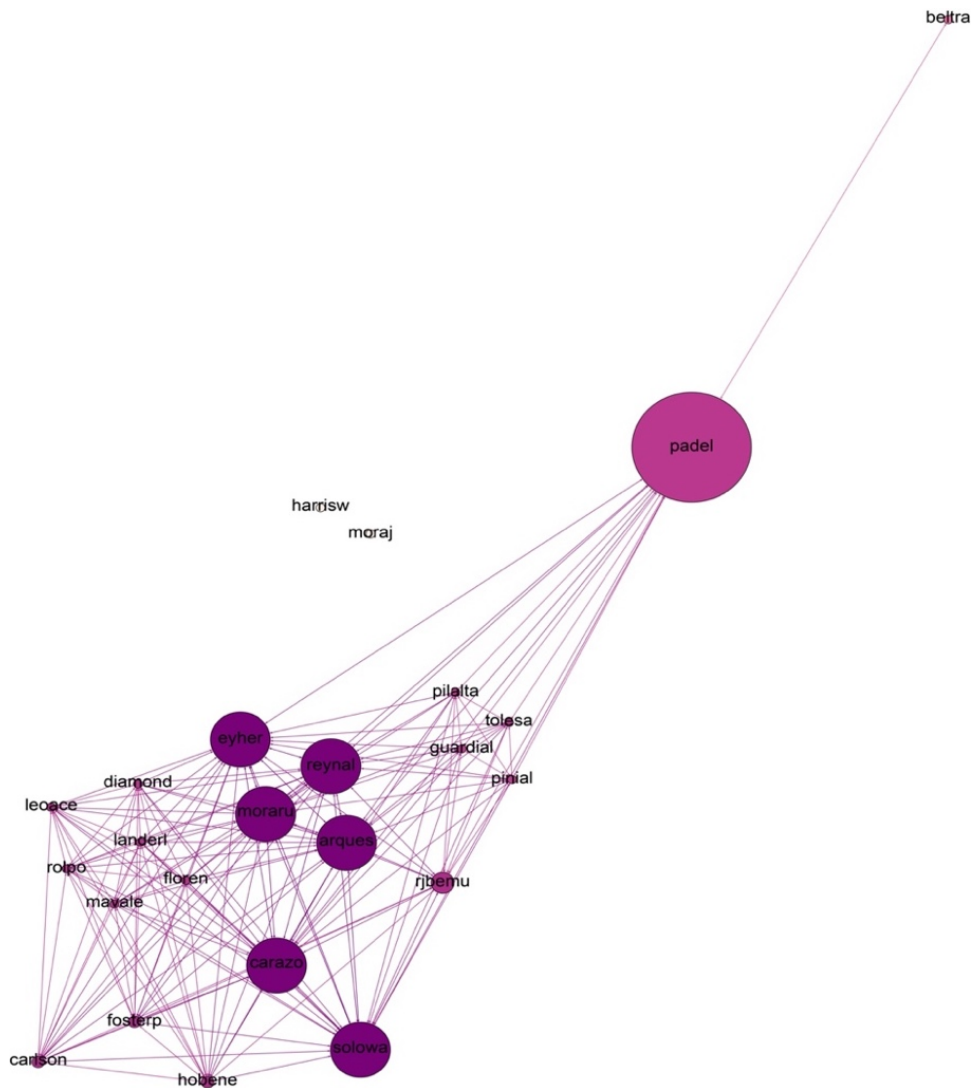 beltra
padel
harrisw
moraj
pilalta
tolesa
eyher
guardial
reynal
pinial
diamond
leoace
moraru
landerl
arques
rolpo
floren
rjbemu
mavale
carazo
fosterp
solowa
carlson
hobene